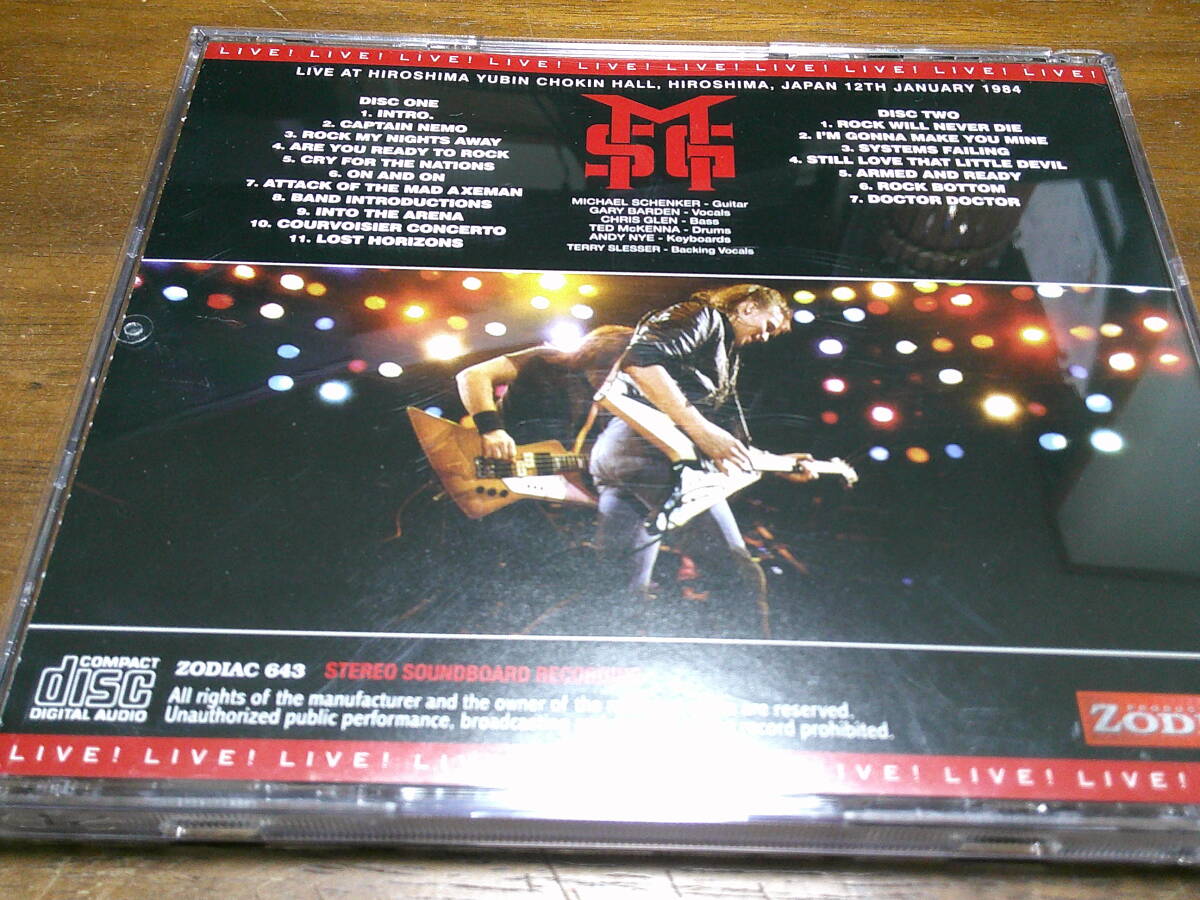 LIVE! LIVE! LIVE! LIVE! LIVE! LIVE! LIVE! LIVE! LIVE! LIVE!
LIVE AT HIROSHIMA YUBIN CHOKIN HALL, HIROSHIMA, JAPAN 12TH JANUARY 1984
DISC ONE
1. INTRO.
2. CAPTAIN NEMO
3. ROCK MY NIGHTS AWAY
4. ARE YOU READY TO ROCK
5. CRY FOR THE NATIONS
6. ON AND ON
7. ATTACK OF THE MAD AXEMAN
8. BAND INTRODUCTIONS
9. INTO THE ARENA
10. COURVOISIER CONCERTO
11. LOST HORIZONS
MSG
MICHAEL SCHENKER - Guitar
GARY BARDEN - Vocals
CHRIS GLEN - Bass
TED McKENNA - Drums
ANDY NYE - Keyboards
TERRY SLESSER - Backing Vocals
DISC TWO
1. ROCK WILL NEVER DIE
2. I'M GONNA MAKE YOU MINE
3. SYSTEMS FAILING
4. STILL LOVE THAT LITTLE DEVIL
5. ARMED AND READY
6. ROCK BOTTOM
7. DOCTOR DOCTOR
COMPACT
disc
DIGITAL AUDIO
ZODIAC 643 STEREO SOUNDBOARD
All rights of the manufacturer and the owner of the are reserved.
Unauthorized public performance, broadcasting record prohibited.
ZOD
LIVE! LIVE! LIVE! LIVE! LIVE! LIVE!